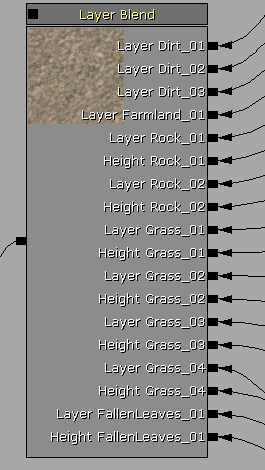 Layer Blend
Layer Dirt_01
Layer Dirt_02
Layer Dirt_03
Layer Farmland_01
Layer Rock_01
Height Rock_01
Layer Rock_02
Height Rock_02
Layer Grass_01
Height Grass_01
Layer Grass_02
Height Grass_02
Layer Grass_03
Height Grass_03
Layer Grass_04
Height Grass_04
Layer FallenLeaves_01
Height FallenLeaves_01